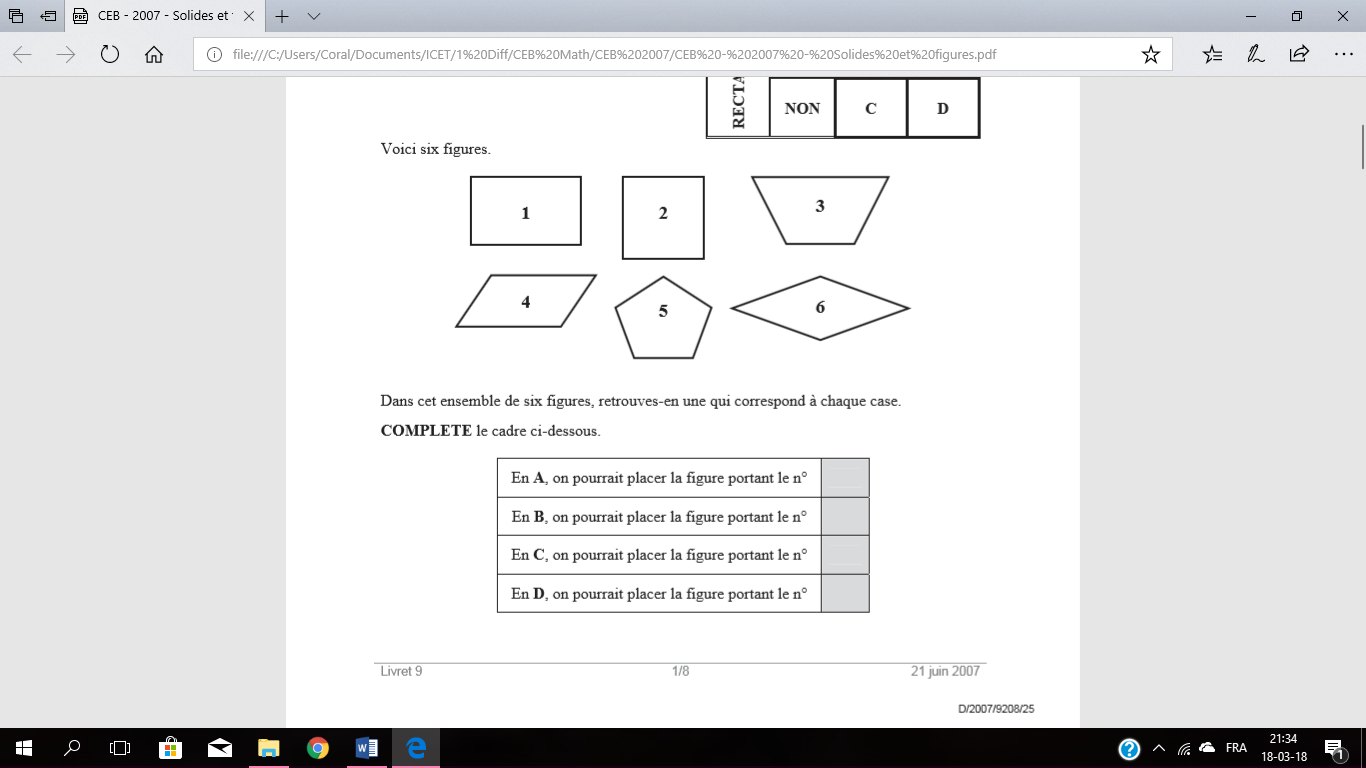 CEB - 2007 - Solides et
file:///C:/Users/Coral/Documents/ICET/1%20Diff/CEB%20Math/CEB%202007/CEB%20-%202007%20-%20Solides%20et%20figures.pdf
NON C D
Voici six figures.
1 2 3
4 5 6
Dans cet ensemble de six figures, retrouves-en une qui correspond à chaque case.
COMPLETE le cadre ci-dessous.
En A, on pourrait placer la figure portant le n°
En B, on pourrait placer la figure portant le n°
En C, on pourrait placer la figure portant le n°
En D, on pourrait placer la figure portant le n°
Livret 9 1/8 21 juin 2007
D/2007/9208/25
FRA 21:34
18-03-18 1